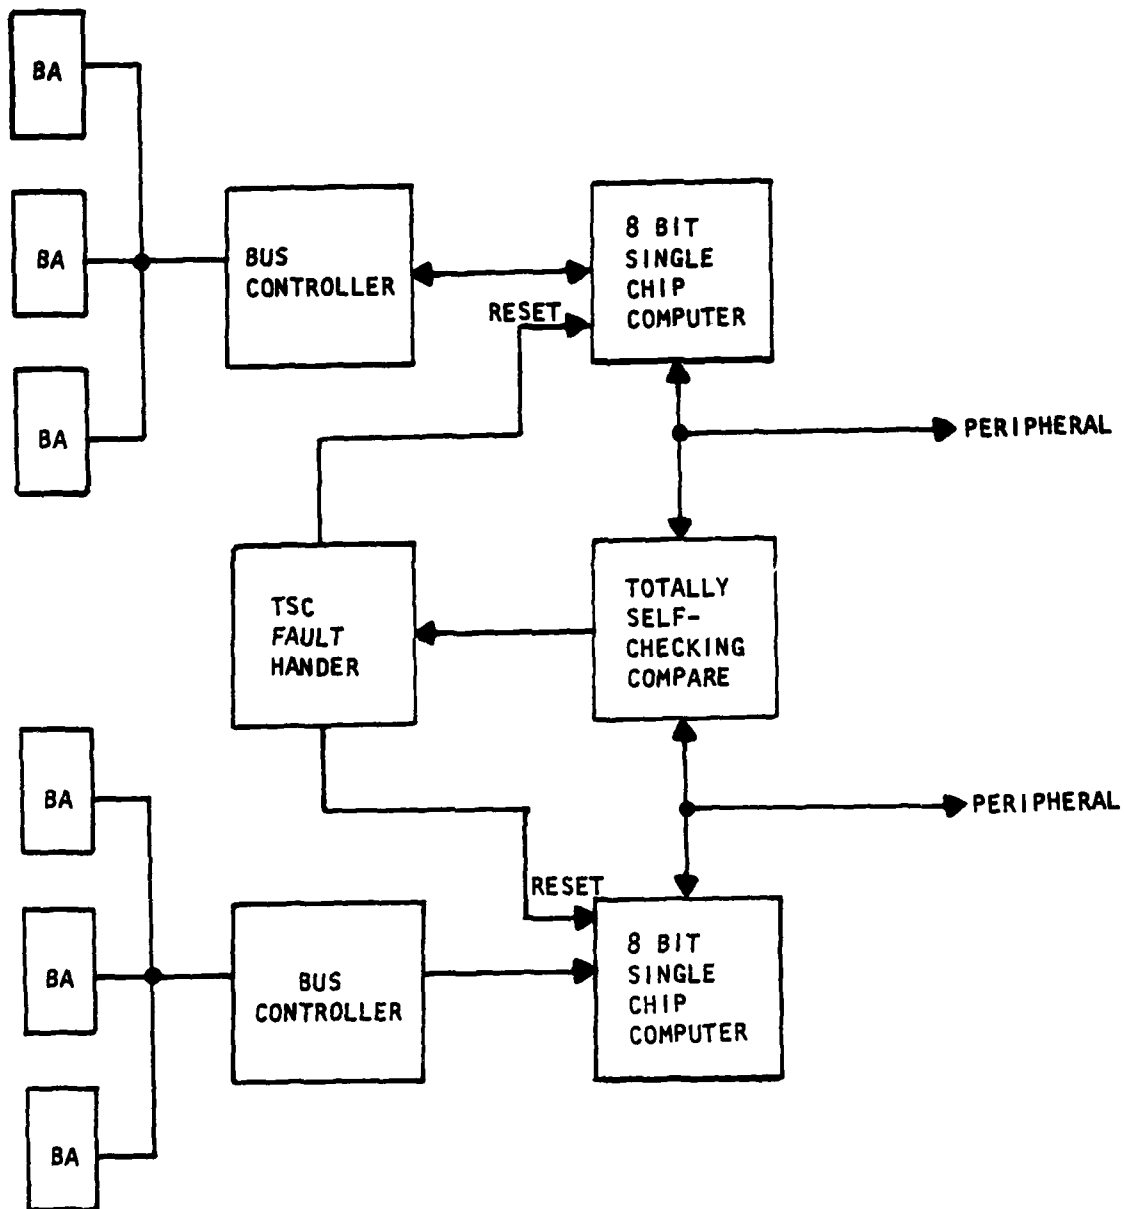 BA
BA
BA
BUS
CONTROLLER
8 BIT
SINGLE
CHIP
COMPUTER
RESET
PERIPHERAL
TSC
FAULT
HANDER
TOTALLY
SELF-
CHECKING
COMPARE
BA
BA
BA
PERIPHERAL
RESET
BUS
CONTROLLER
8 BIT
SINGLE
CHIP
COMPUTER